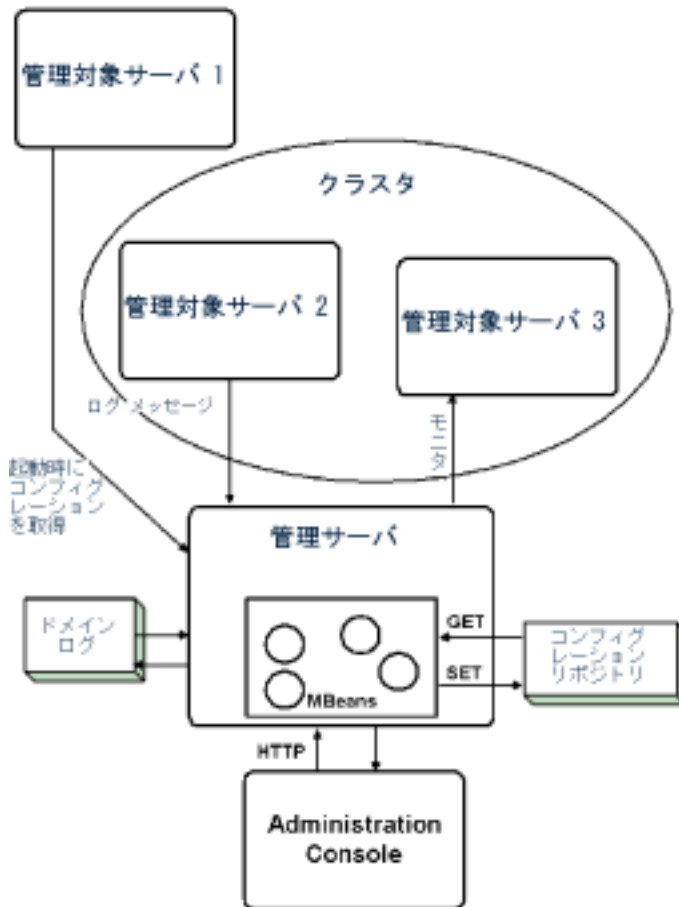 管理対象サーバ 1
クラスタ
管理対象サーバ 2
管理対象サーバ 3
ログ メッセージ
モニタ
起動時に
コンフィグ
レーション
を取得
管理サーバ
ドメイン
ログ
GET
SET
コンフィグ
レーション
リポジトリ
MBeans
HTTP
Administration
Console